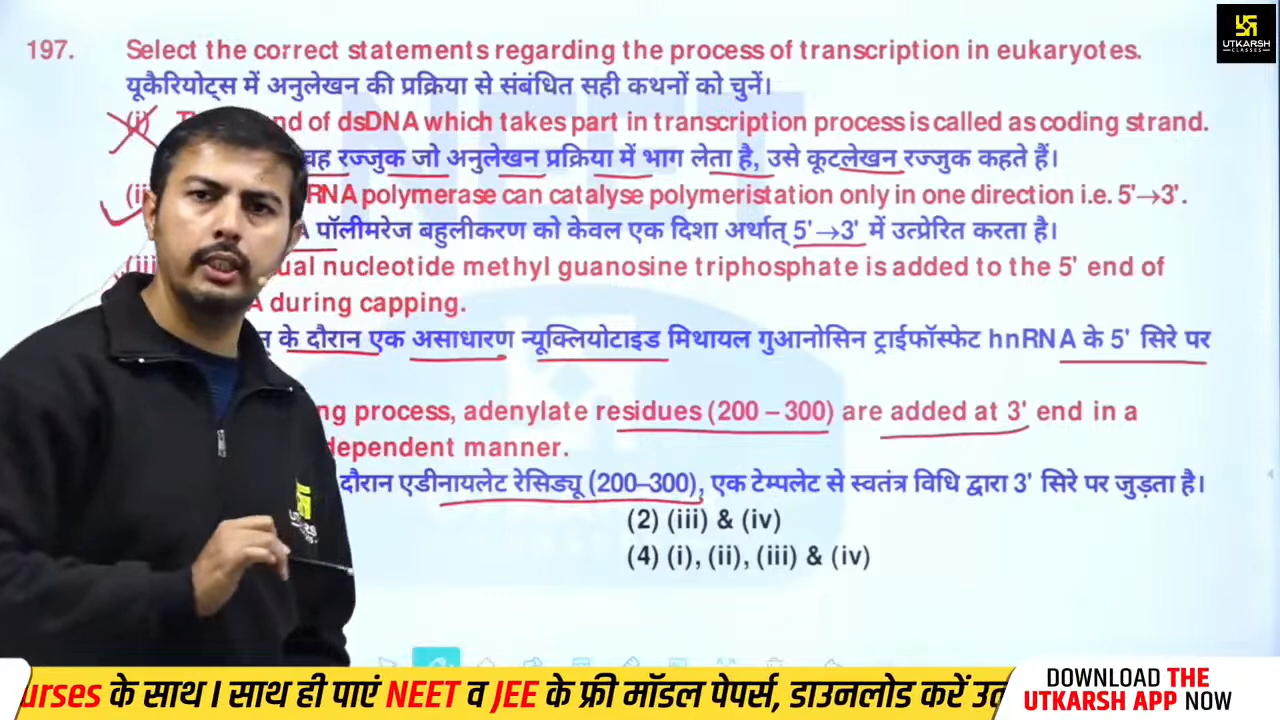 UTKARSH
CLASSES
197. Select the correct statements regarding the process of transcription in eukaryotes.
यूकैरियोट्स में अनुलेखन की प्रक्रिया से संबंधित सही कथनों को चुनें।
(i) nd of dsDNA which takes part in transcription process is called as coding strand.
वह रज्जुक जो अनुलेखन प्रक्रिया में भाग लेता है, उसे कूटलेखन रज्जुक कहते हैं।
RNA polymerase can catalyse polymeristation only in one direction i.e. 5'→3'.
पॉलीमरेज बहुलीकरण को केवल एक दिशा अर्थात् 5'→3' में उत्प्रेरित करता है।
ual nucleotide methyl guanosine triphosphate is added to the 5' end of
A during capping.
के दौरान एक असाधारण न्यूक्लियोटाइड मिथायल गुआनोसिन ट्राईफॉस्फेट hnRNA के 5' सिरे पर
ng process, adenylate residues (200 – 300) are added at 3' end in a
dependent manner.
दौरान एडीनायलेट रेसिड्यू (200–300), एक टेम्पलेट से स्वतंत्र विधि द्वारा 3' सिरे पर जुड़ता है।
(2) (iii) & (iv)
(4) (i), (ii), (iii) & (iv)
urses के साथ। साथ ही पाएं NEET व JEE के फ्री मॉडल पेपर्स, डाउनलोड करें
DOWNLOAD THE
UTKARSH APP NOW